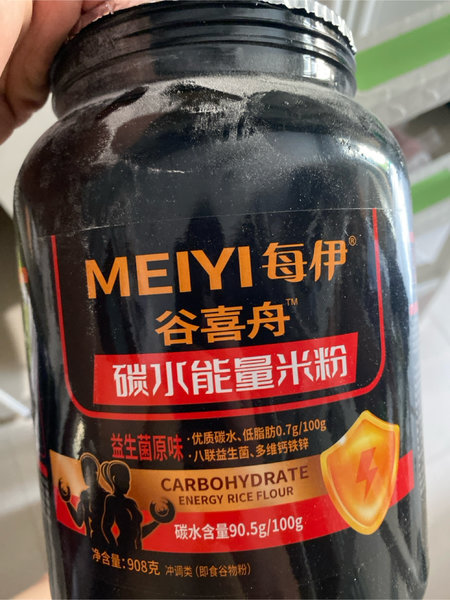 MEIYI每伊®
谷喜舟™
碳水能量米粉
益生菌原味
·优质碳水、低脂肪0.7g/100g
·八联益生菌、多维钙铁锌
CARBOHYDRATE
ENERGY RICE FLOUR
碳水含量90.5g/100g
净含量:908克 冲调类(即食谷物粉)